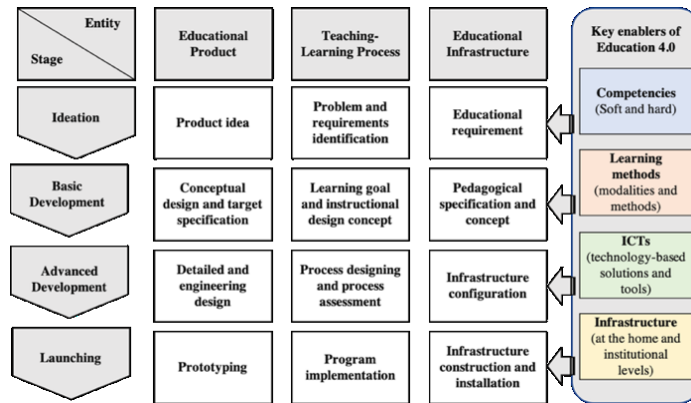 Entity
Stage
Educational
Product
Teaching-
Learning Process
Educational
Infrastructure
Key enablers of
Education 4.0
Ideation
Product idea
Problem and
requirements
identification
Educational
requirement
Competencies
(Soft and hard)
Basic
Development
Conceptual
design and target
specification
Learning goal
and instructional
design concept
Pedagogical
specification and
concept
Learning
methods
(modalities and
methods)
Advanced
Development
Detailed and
engineering
design
Process designing
and process
assessment
Infrastructure
configuration
ICTs
(technology-based
solutions and
tools)
Launching
Prototyping
Program
implementation
Infrastructure
construction and
installation
Infrastructure
(at the home and
institutional
levels)